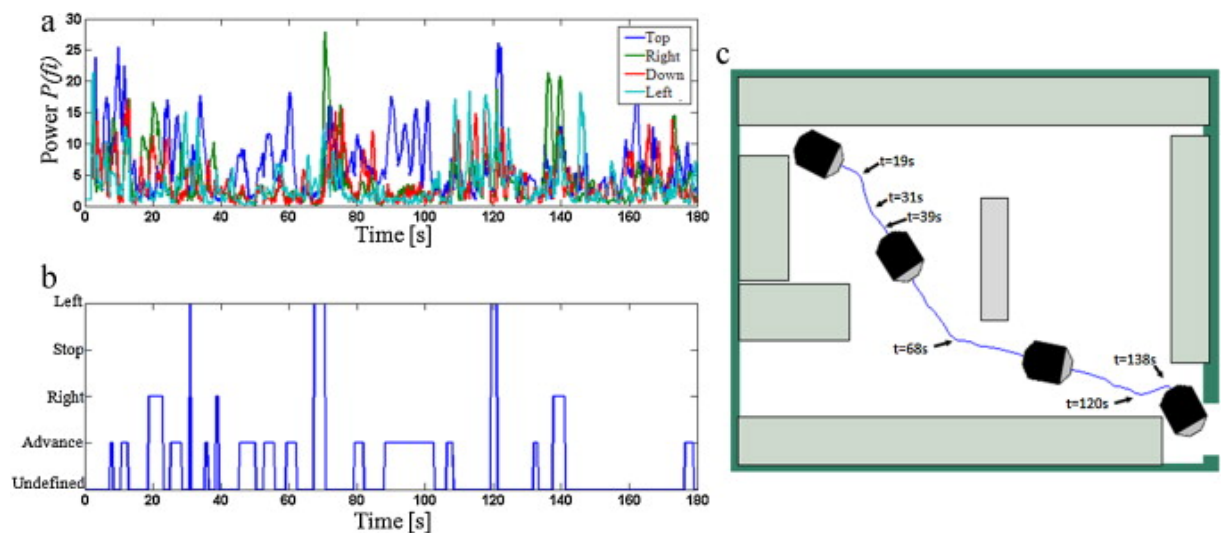 a
30
25
20
15
10
5
0
Power P(fi)
Top
Right
Down
Left
0 20 40 60 80 100 120 140 160 180
Time [s]
b
Left
Stop
Right
Advance
Undefined
0 20 40 60 80 100 120 140 160 180
Time [s]
c
t=19s
t=31s
t=39s
t=68s
t=138s
t=120s